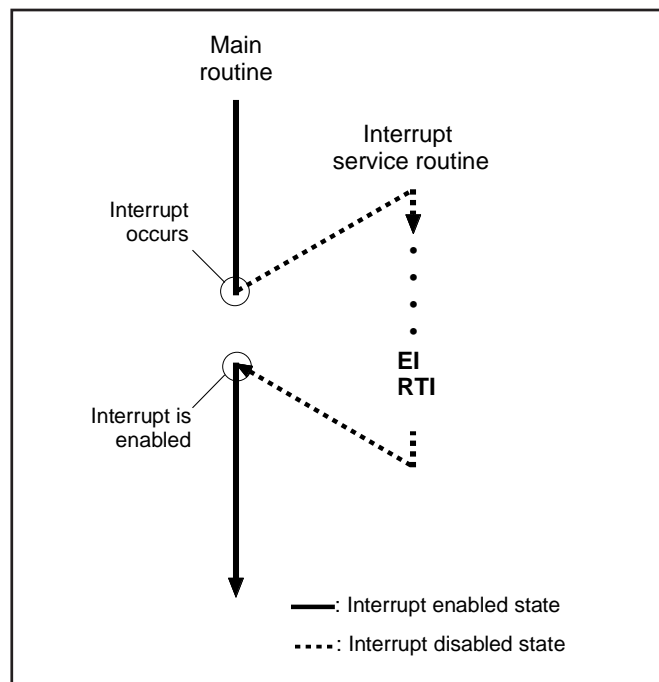 Main
routine
Interrupt
service routine
Interrupt
occurs
EI
RTI
Interrupt is
enabled
: Interrupt enabled state
: Interrupt disabled state